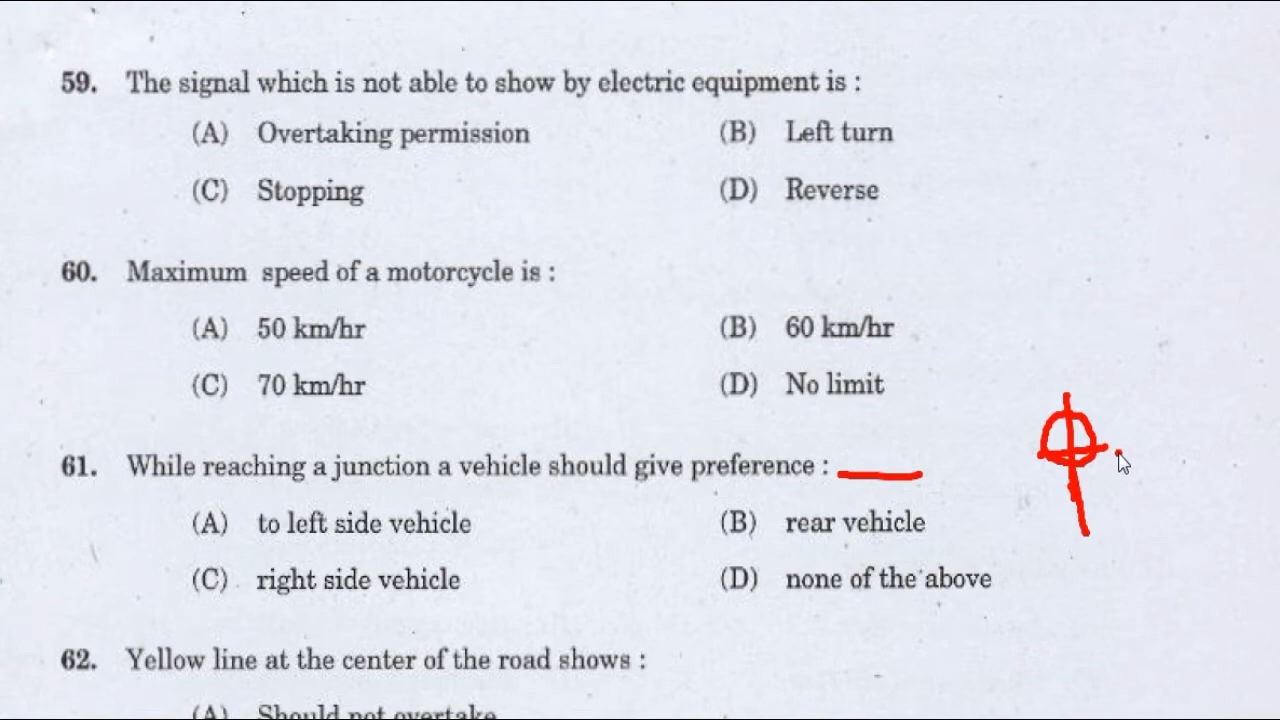 59. The signal which is not able to show by electric equipment is :
(A) Overtaking permission (B) Left turn
(C) Stopping (D) Reverse
60. Maximum speed of a motorcycle is :
(A) 50 km/hr (B) 60 km/hr
(C) 70 km/hr (D) No limit
61. While reaching a junction a vehicle should give preference :
(A) to left side vehicle (B) rear vehicle
(C) right side vehicle (D) none of the above
62. Yellow line at the center of the road shows :
(A) Should not overtake